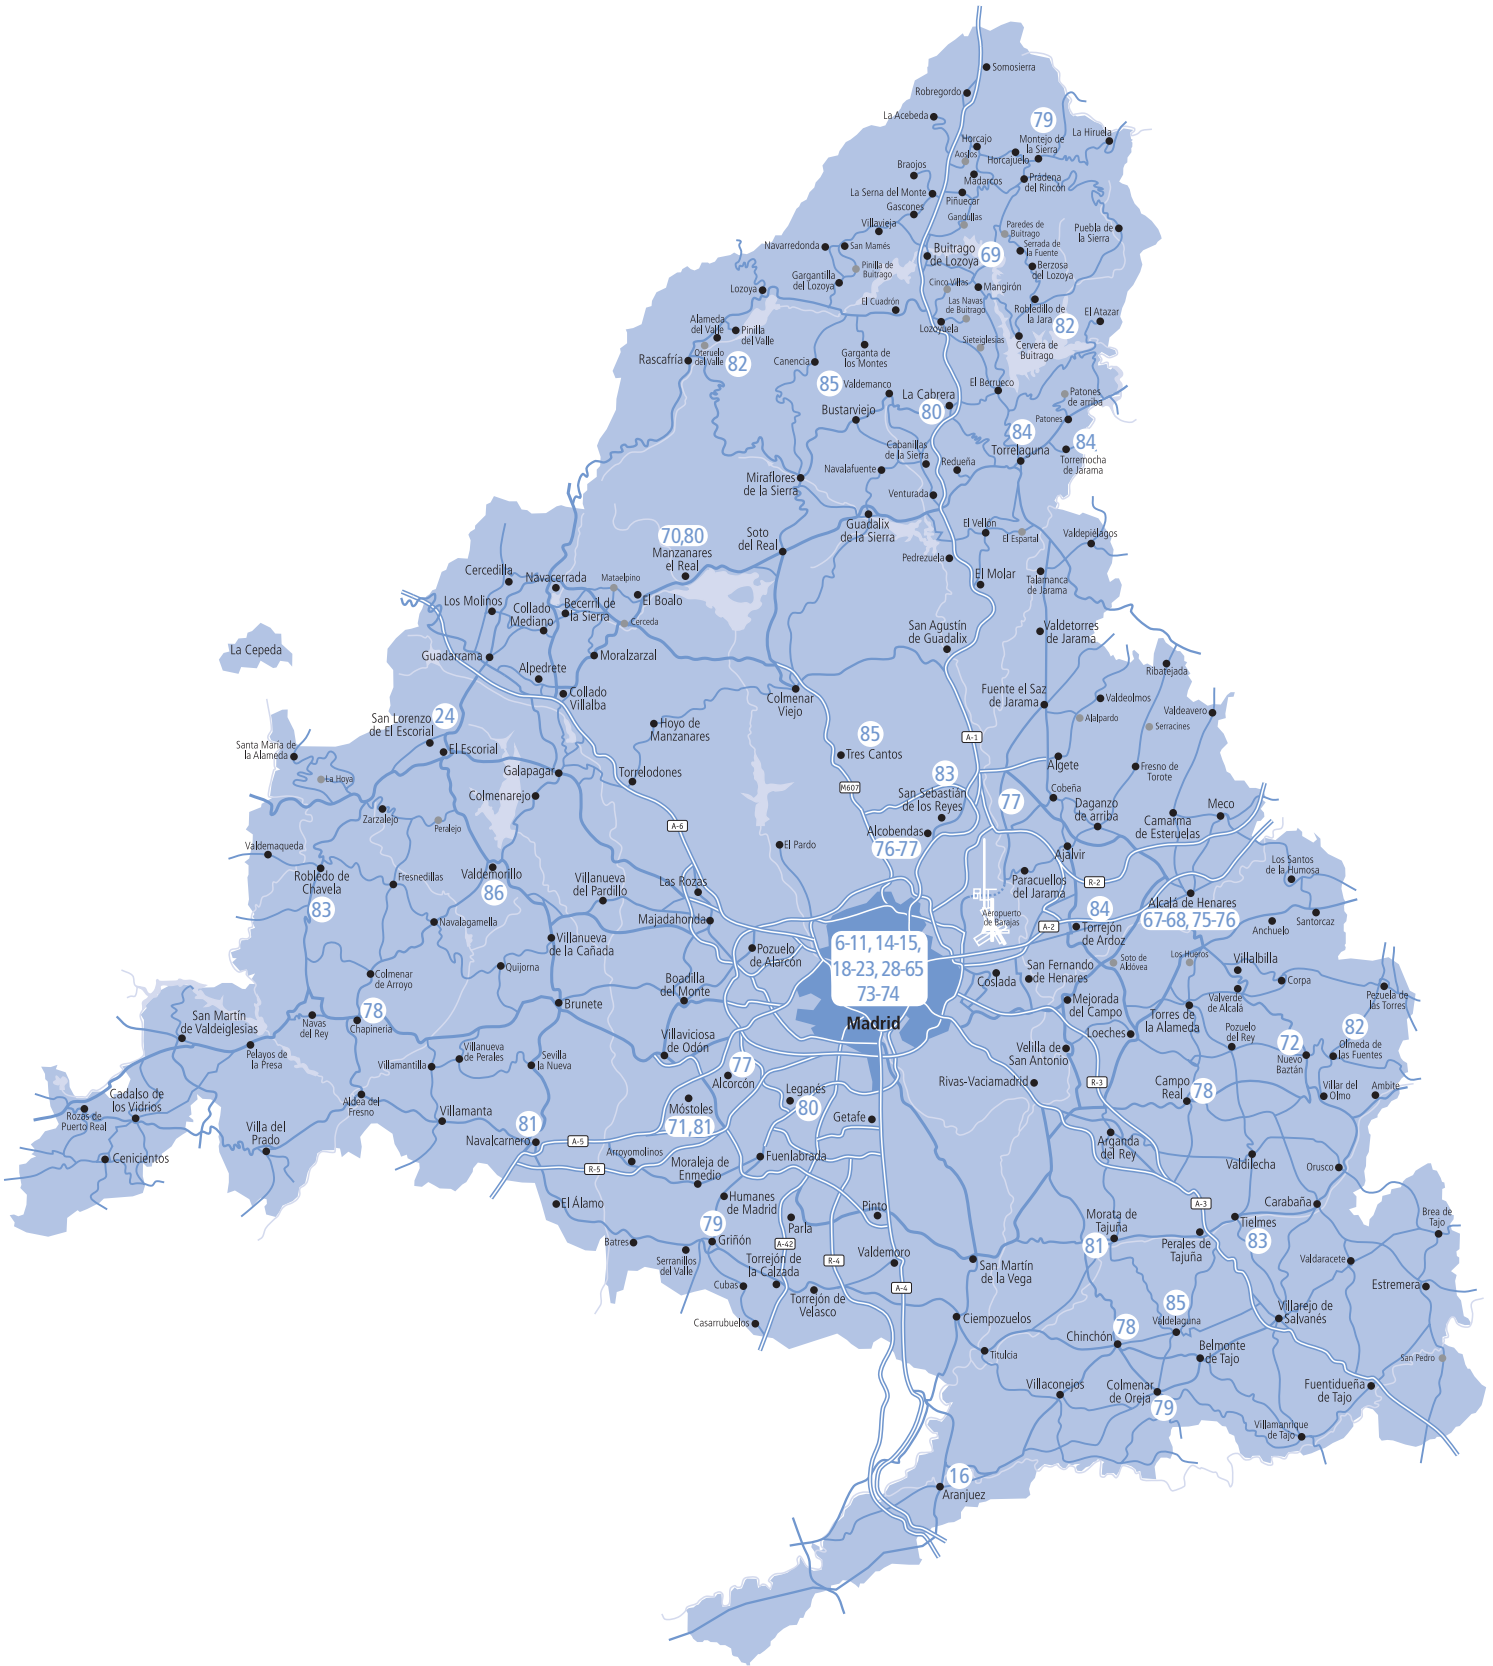 Somosierra
Robregordo
La Acebeda
79
La Hiruela
Horcajo
Montejo de
la Sierra
Aoslos
Horcajuelo
Braojos
Madarcos
Prádena
del Rincón
La Serna del Monte
Piñuecar
Gascones
Gandullas
Villavieja
Paredes de
Buitrago
Puebla de
la Sierra
Navarredonda
San Mamés
Buitrago
de Lozoya
69
Serrada de
la Fuente
Pinilla de
Buitrago
Berzosa
del Lozoya
Gargantilla
del Lozoya
Cinco Villas
Mangirón
Lozoya
El Cuadrón
Las Navas
de Buitrago
Robledillo de
la Jara
82
El Atazar
Alameda
del Valle
Pinilla
del Valle
Lozoyuela
Sieteiglesias
Cervera de
Buitrago
Rascafría
Oteruelo
del Valle
82
Canencia
Garganta de
los Montes
85
Valdemanco
La Cabrera
80
El Berrueco
Patones
de arriba
Bustarviejo
Patones
84
84
Cabanillas
de la Sierra
Torrelaguna
Torremocha
de Jarama
Navalafuente
Redueña
Miraflores
de la Sierra
Venturada
70,80
Manzanares
el Real
Soto
del Real
Guadalix
de la Sierra
El Vellón
El Espartal
Valdepiélagos
Pedrezuela
El Molar
Talamanca
de Jarama
Cercedilla
Navacerrada
Mataelpino
Los Molinos
Collado
Mediano
Becerril de
la Sierra
El Boalo
Cerceda
San Agustín
de Guadalix
Valdetorres
de Jarama
La Cepeda
Guadarrama
Alpedrete
Moralzarzal
Ribatejada
Collado
Villalba
Colmenar
Viejo
Fuente el Saz
de Jarama
Valdeolmos
Valdeavero
San Lorenzo
de El Escorial
24
Hoyo de
Manzanares
Alalpardo
Serracines
Santa María de
la Alameda
El Escorial
85
Tres Cantos
A-1
La Hoya
Galapagar
Torrelodones
83
Algete
Fresno de
Torote
Colmenarejo
M607
San Sebastián
de los Reyes
77
Cobeña
Daganzo
de arriba
Meco
Zarzalejo
Peralejo
A-6
Alcobendas
76-77
Camarma
de Esteruelas
Valdemaqueda
El Pardo
Ajalvir
Robledo de
Chavela
83
Fresnedillas
Valdemorillo
86
Villanueva
del Pardillo
Las Rozas
Paracuellos
del Jarama
R-2
Los Santos
de la Humosa
Navalagamella
Majadahonda
Aeropuerto
de Barajas
84
Alcalá de Henares
67-68, 75-76
Anchuelo
Santorcaz
A-2
Torrejón
de Ardoz
Villanueva
de la Cañada
Pozuelo
de Alarcón
6-11, 14-15,
18-23, 28-65
73-74
Madrid
Colmenar
de Arroyo
Quijorna
Boadilla
del Monte
Coslada
San Fernando
de Henares
Soto de
Aldóvea
Los Hueros
Villalbilla
Corpa
Valverde
de Alcalá
Pezuela de
las Torres
San Martín
de Valdeiglesias
Navas
del Rey
78
Chapinería
Brunete
Mejorada
del Campo
Torres de
la Alameda
Villaviciosa
de Odón
Velilla de
San Antonio
Loeches
Pozuelo
del Rey
72
Nuevo
Baztán
82
Olmeda de
las Fuentes
Pelayos de
la Presa
Villamantilla
Villanueva
de Perales
Sevilla
la Nueva
77
Alcorcón
Rivas-Vaciamadrid
R-3
Campo
Real
78
Villar del
Olmo
Ambite
Cadalso de
los Vidrios
Rozas de
Puerto Real
Aldea del
Fresno
Villamanta
Móstoles
71,81
Leganés
80
Getafe
Villa del
Prado
81
Navalcarnero
A-5
Arganda
del Rey
Cenicientos
R-5
Arroyomolinos
Moraleja de
Enmedio
Fuenlabrada
Valdilecha
Orusco
El Álamo
Humanes
de Madrid
Parla
Pinto
Morata de
Tajuña
81
A-3
Carabaña
Brea de
Tajo
Tielmes
83
79
Griñón
Batres
Serranillos
del Valle
A-42
Torrejón de
la Calzada
R-4
Valdemoro
Perales de
Tajuña
Valdaracete
Cubas
Torrejón de
Velasco
A-4
San Martín
de la Vega
Estremera
Casarrubuelos
Ciempozuelos
85
Valdelaguna
Villarejo de
Salvanés
Titulcia
Chinchón
78
Belmonte
de Tajo
San Pedro
Villaconejos
Colmenar
de Oreja
79
Fuentidueña
de Tajo
Villamanrique
de Tajo
16
Aranjuez